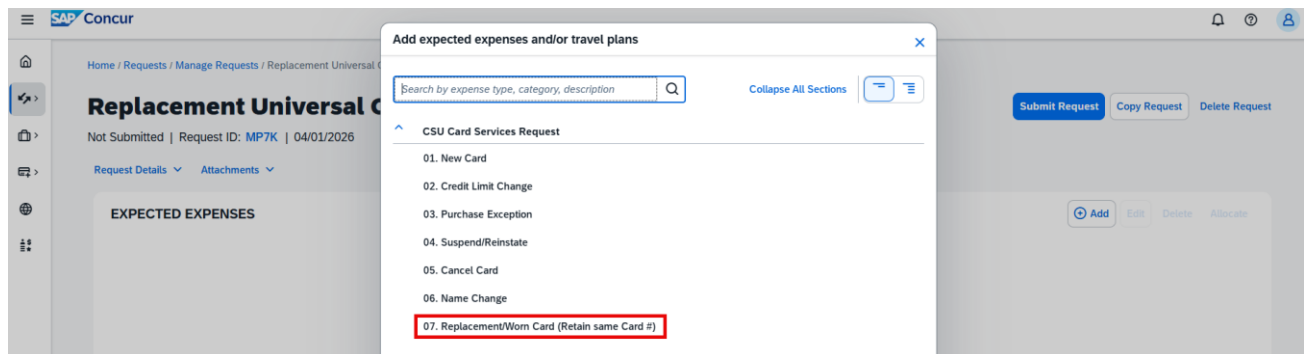 SAP Concur
Add expected expenses and/or travel plans
Home / Requests / Manage Requests / Replacement Universal
Search by expense type, category, description
Collapse All Sections
Replacement Universal
Submit Request
Copy Request
Delete Request
Not Submitted | Request ID: MP7K | 04/01/2026
CSU Card Services Request
01. New Card
Request Details
Attachments
02. Credit Limit Change
EXPECTED EXPENSES
03. Purchase Exception
Add
Edit
Delete
Allocate
04. Suspend/Reinstate
05. Cancel Card
06. Name Change
07. Replacement/Worn Card (Retain same Card #)